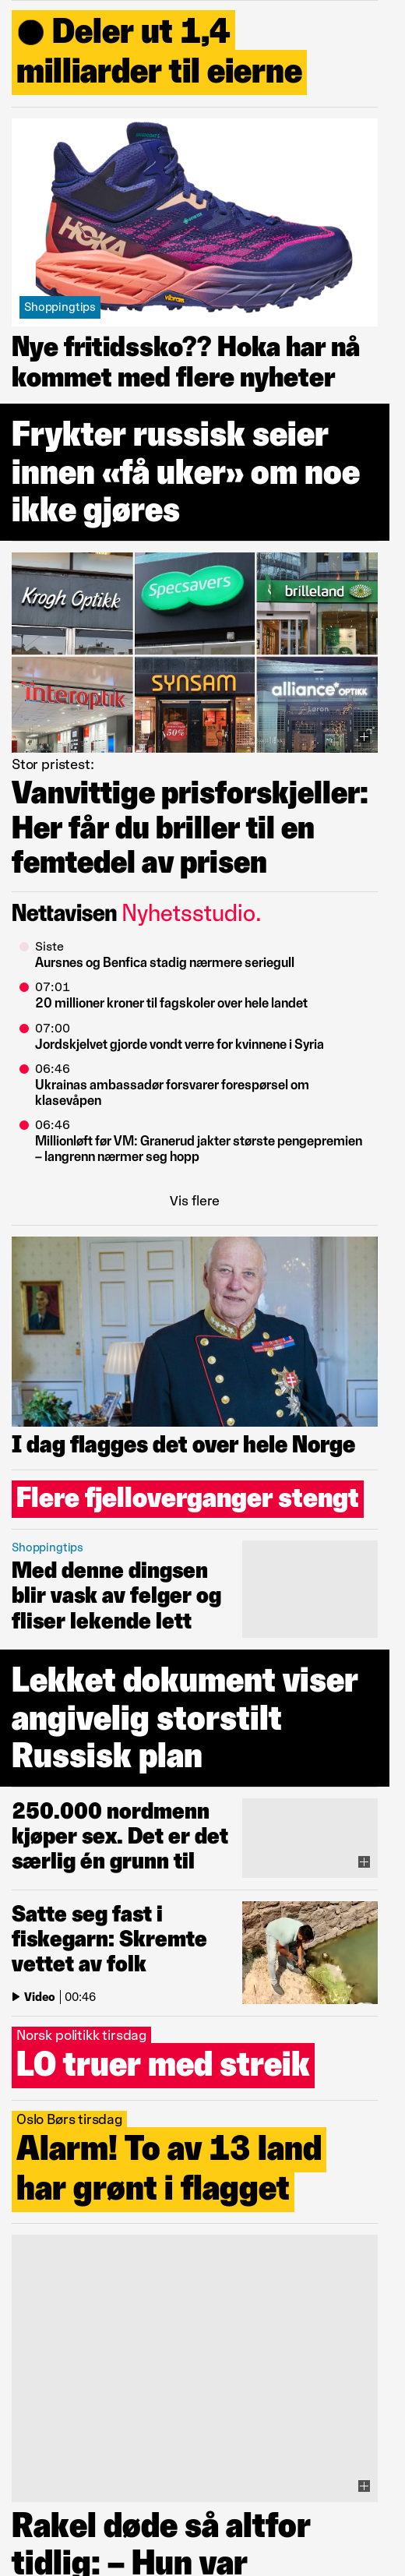 Deler ut 1,4
milliarder til eierne
HOKA
vibram
Shoppingtips
Nye fritidssko?? Hoka har nå
kommet med flere nyheter
Frykter russisk seier
innen «få uker» om noe
ikke gjøres
Krogh Optikk
Specsavers
brilleland
interoptik
SYNSAM
50%
alliance OPTIKK
Løren
Stor pristest:
Vanvittige prisforskjeller:
Her får du briller til en
femtedel av prisen
Nettavisen Nyhetsstudio.
Siste
Aursnes og Benfica stadig nærmere seriegull
07:01
20 millioner kroner til fagskoler over hele landet
07:00
Jordskjelvet gjorde vondt verre for kvinnene i Syria
06:46
Ukrainas ambassadør forsvarer forespørsel om
klasevåpen
06:46
Millionløft før VM: Granerud jakter største pengepremien
– langrenn nærmer seg hopp
Vis flere
I dag flagges det over hele Norge
Flere fjelloverganger stengt
Shoppingtips
Med denne dingsen
blir vask av felger og
fliser lekende lett
Lekket dokument viser
angivelig storstilt
Russisk plan
250.000 nordmenn
kjøper sex. Det er det
særlig én grunn til
Satte seg fast i
fiskegarn: Skremte
vettet av folk
Video | 00:46
Norsk politikk tirsdag
LO truer med streik
Oslo Børs tirsdag
Alarm! To av 13 land
har grønt i flagget
Rakel døde så altfor
tidlig: – Hun var